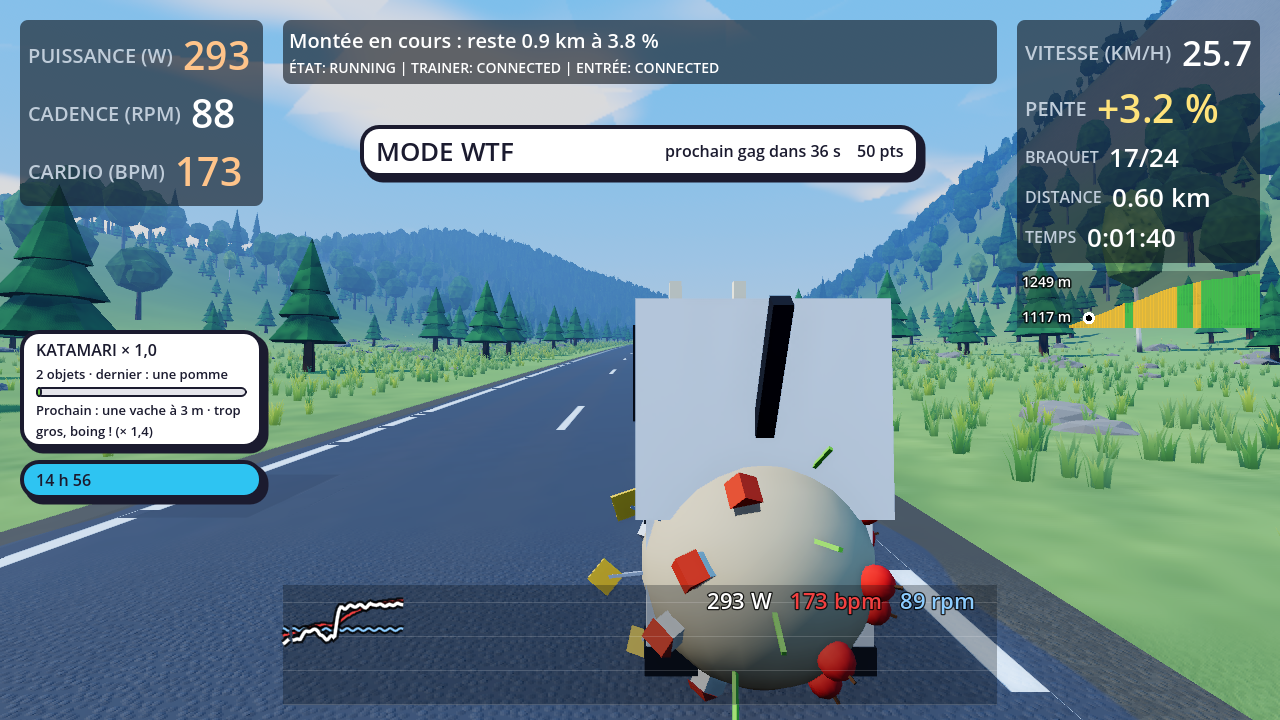 PUISSANCE (W) 293
CADENCE (RPM) 88
CARDIO (BPM) 173
Montée en cours : reste 0.9 km à 3.8 %
ÉTAT: RUNNING | TRAINER: CONNECTED | ENTRÉE: CONNECTED
MODE WTF prochain gag dans 36 s 50 pts
VITESSE (KM/H) 25.7
PENTE +3.2 %
BRAQUET 17/24
DISTANCE 0.60 km
TEMPS 0:01:40
1249 m
1117 m
KATAMARI × 1,0
2 objets · dernier : une pomme
Prochain : une vache à 3 m · trop
gros, boing ! (× 1,4)
14 h 56
293 W 173 bpm 89 rpm